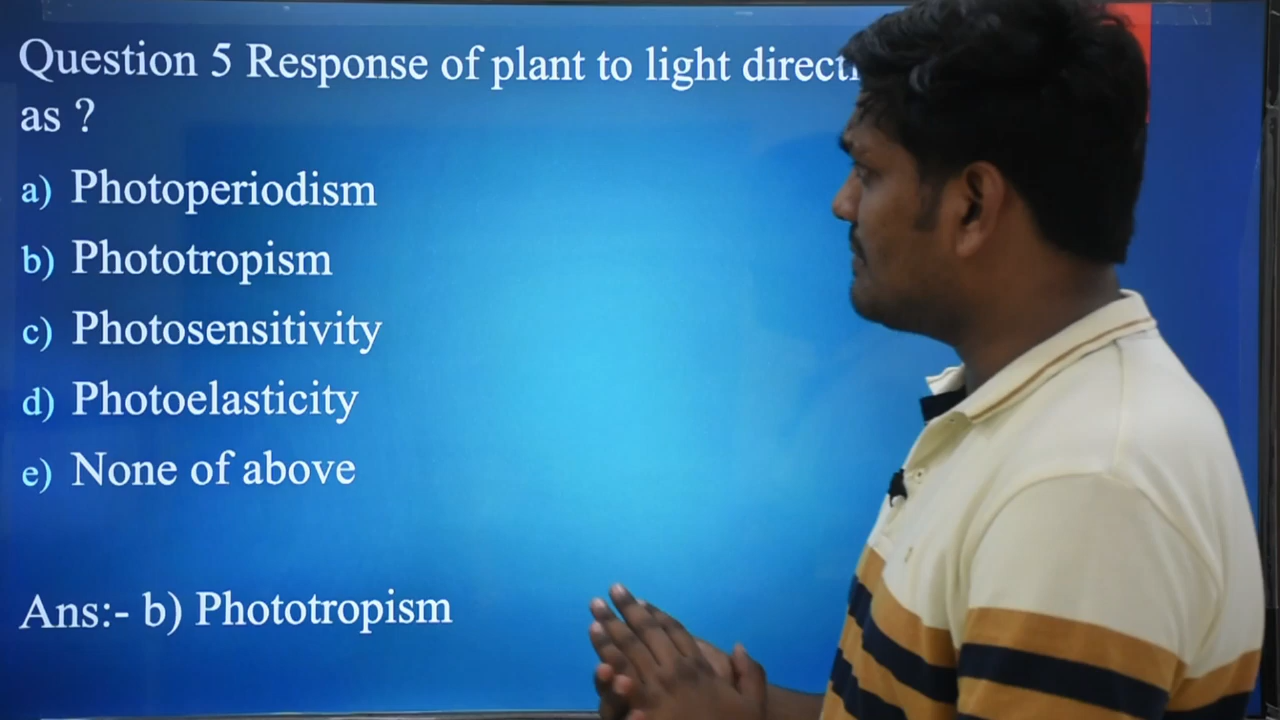 Question 5 Response of plant to light
as ?
a) Photoperiodism
b) Phototropism
c) Photosensitivity
d) Photoelasticity
e) None of above
Ans:- b) Phototropism